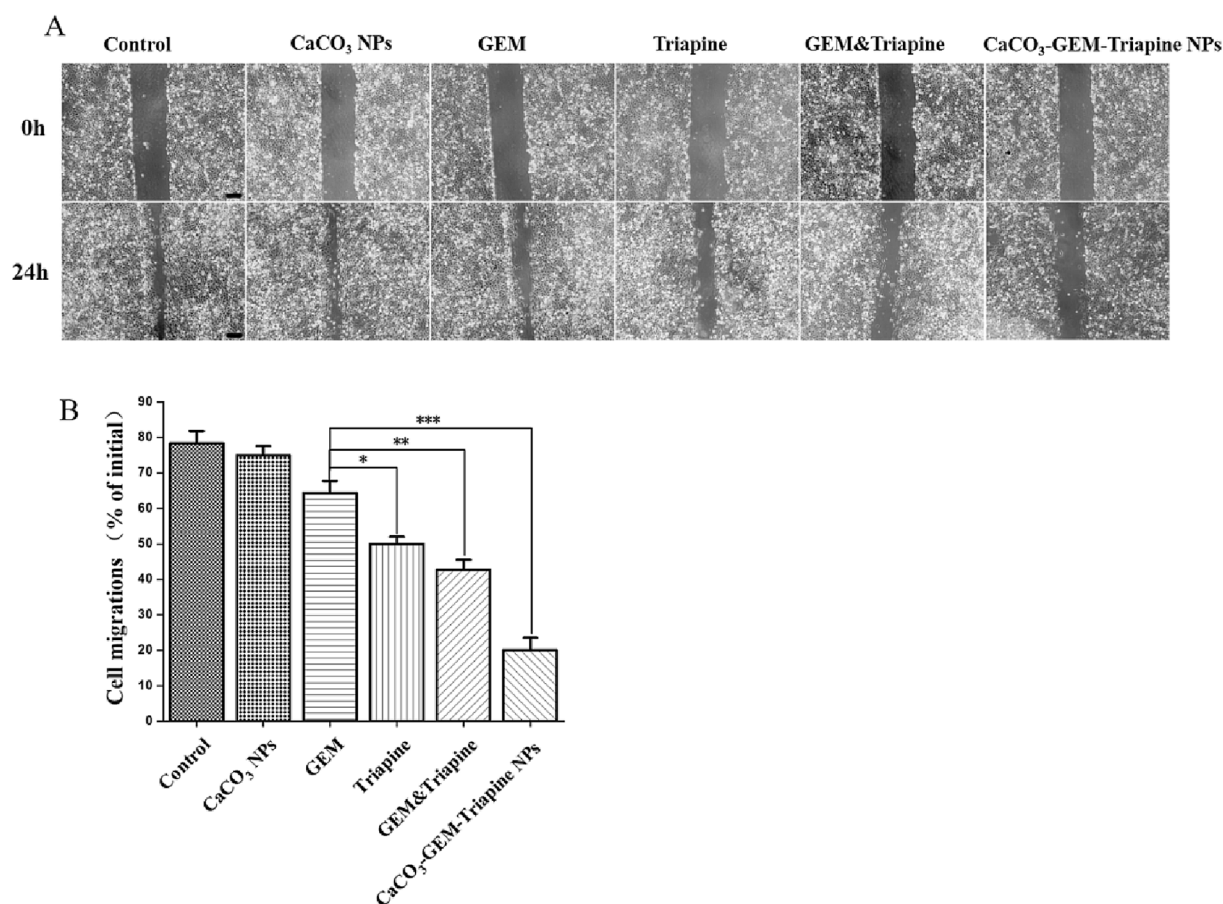 A
Control CaCO₃ NPs GEM Triapine GEM&Triapine CaCO₃-GEM-Triapine NPs
0h
24h
B
Cell migrations （% of initial）
90
80
70
60
50
40
30
20
10
0
***
**
*
Control
CaCO₃ NPs
GEM
Triapine
GEM&Triapine
CaCO₃-GEM-Triapine NPs